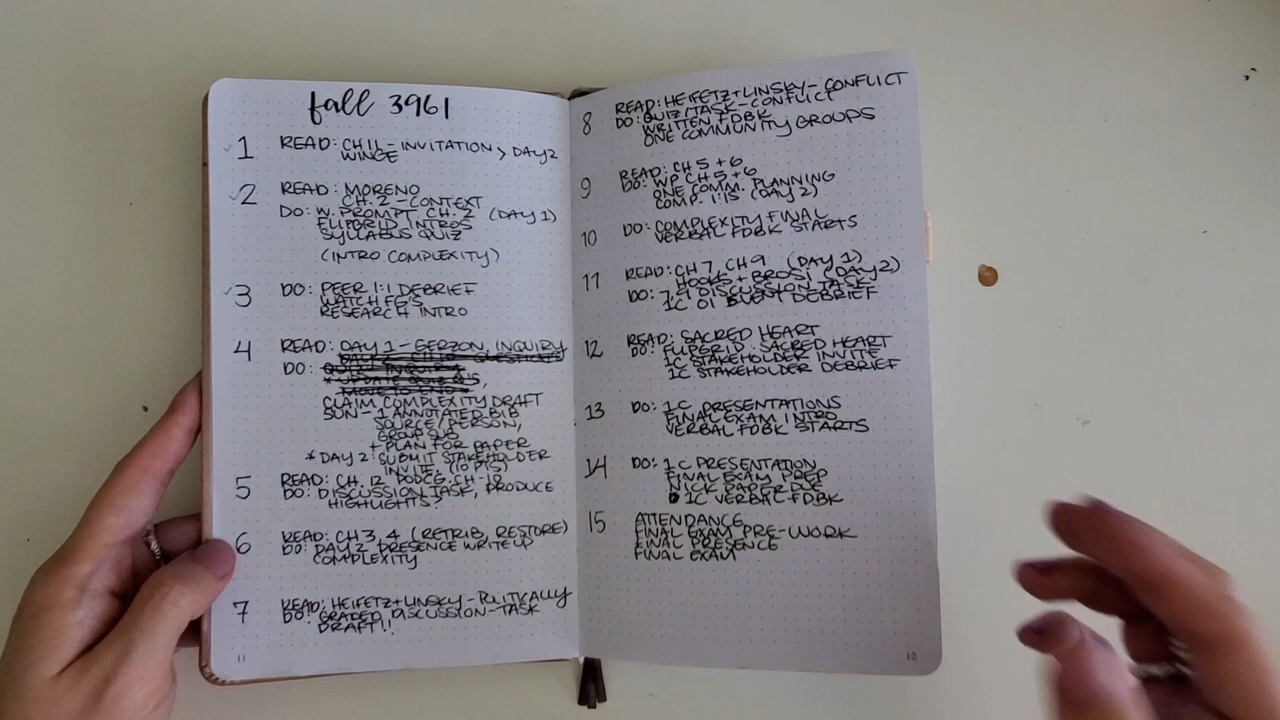 fall 3961
1 READ: CH 11 - INVITATION > DAY 2
WINGE
2 READ: MORENO
CH. 2 - CONTEXT
DO: W. PROMPT CH. 2 (DAY 1)
FLIPGRID INTROS
SYLLABUS QUIZ
(INTRO COMPLEXITY)
3 DO: PEER 1:1 DEBRIEF
WATCH FG'S
RESEARCH INTRO
4 READ: DAY 1 - GERZON, INQUIRY
DO:
CLAIM COMPLEXITY DRAFT
SUN - 1 ANNOTATED BIB
SOURCE/PERSON,
GROUP SUB
+ PLAN FOR PAPER
* DAY 2: SUBMIT STAKEHOLDER
INVITE. (10 PTS)
5 READ: CH. 12 PODCG, CH. 10
DO: DISCUSSION TASK, PRODUCE
HIGHLIGHTS?
6 READ: CH 3, 4 (RETRIB, RESTORE)
DO: DAY 2 PRESENCE WRITE UP
COMPLEXITY
7 READ: HEIFETZ + LINSKY - POLITICALLY
DO: GRADED DISCUSSION - TASK
DRAFT!!
11
8 READ: HEIFETZ + LINSKY - CONFLICT
DO: QUIZ/TASK - CONFLICT
WRITTEN FDBK
ONE COMMUNITY GROUPS
9 READ: CH 5 + 6
DO: WP CH 5 + 6
ONE COMM. PLANNING
COMP. 1:1S (DAY 2)
10 DO: COMPLEXITY FINAL
VERBAL FDBK STARTS
11 READ: CH 7, CH 9 (DAY 1)
HOOKS + BROSI (DAY 2)
DO: 7, 9 DISCUSSION TASK
1C 01 EVENT DEBRIEF
12 READ: SACRED HEART
DO: FLIPGRID: SACRED HEART
1C STAKEHOLDER INVITE
1C STAKEHOLDER DEBRIEF
13 DO: 1C PRESENTATIONS
FINAL EXAM INTRO
VERBAL FDBK STARTS
14 DO: 1C PRESENTATION
FINAL EXAM PREP
NICK PAPER DUE
1C VERBAL FDBK
15 ATTENDANCE
FINAL EXAM PRE-WORK
FINAL PRESENCE
FINAL EXAM
12